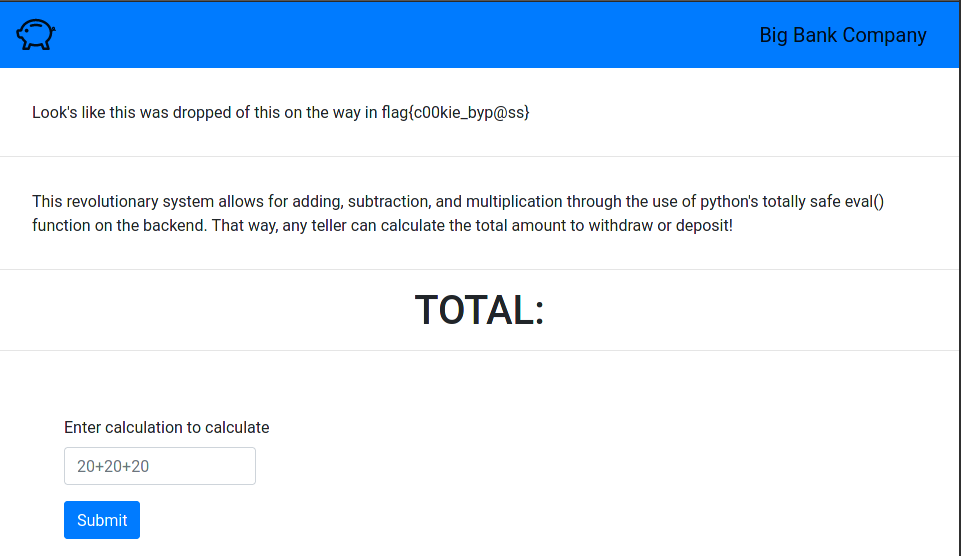 Big Bank Company
Look's like this was dropped of this on the way in flag{c00kie_byp@ss}
This revolutionary system allows for adding, subtraction, and multiplication through the use of python's totally safe eval()
function on the backend. That way, any teller can calculate the total amount to withdraw or deposit!
TOTAL:
Enter calculation to calculate
20+20+20
Submit